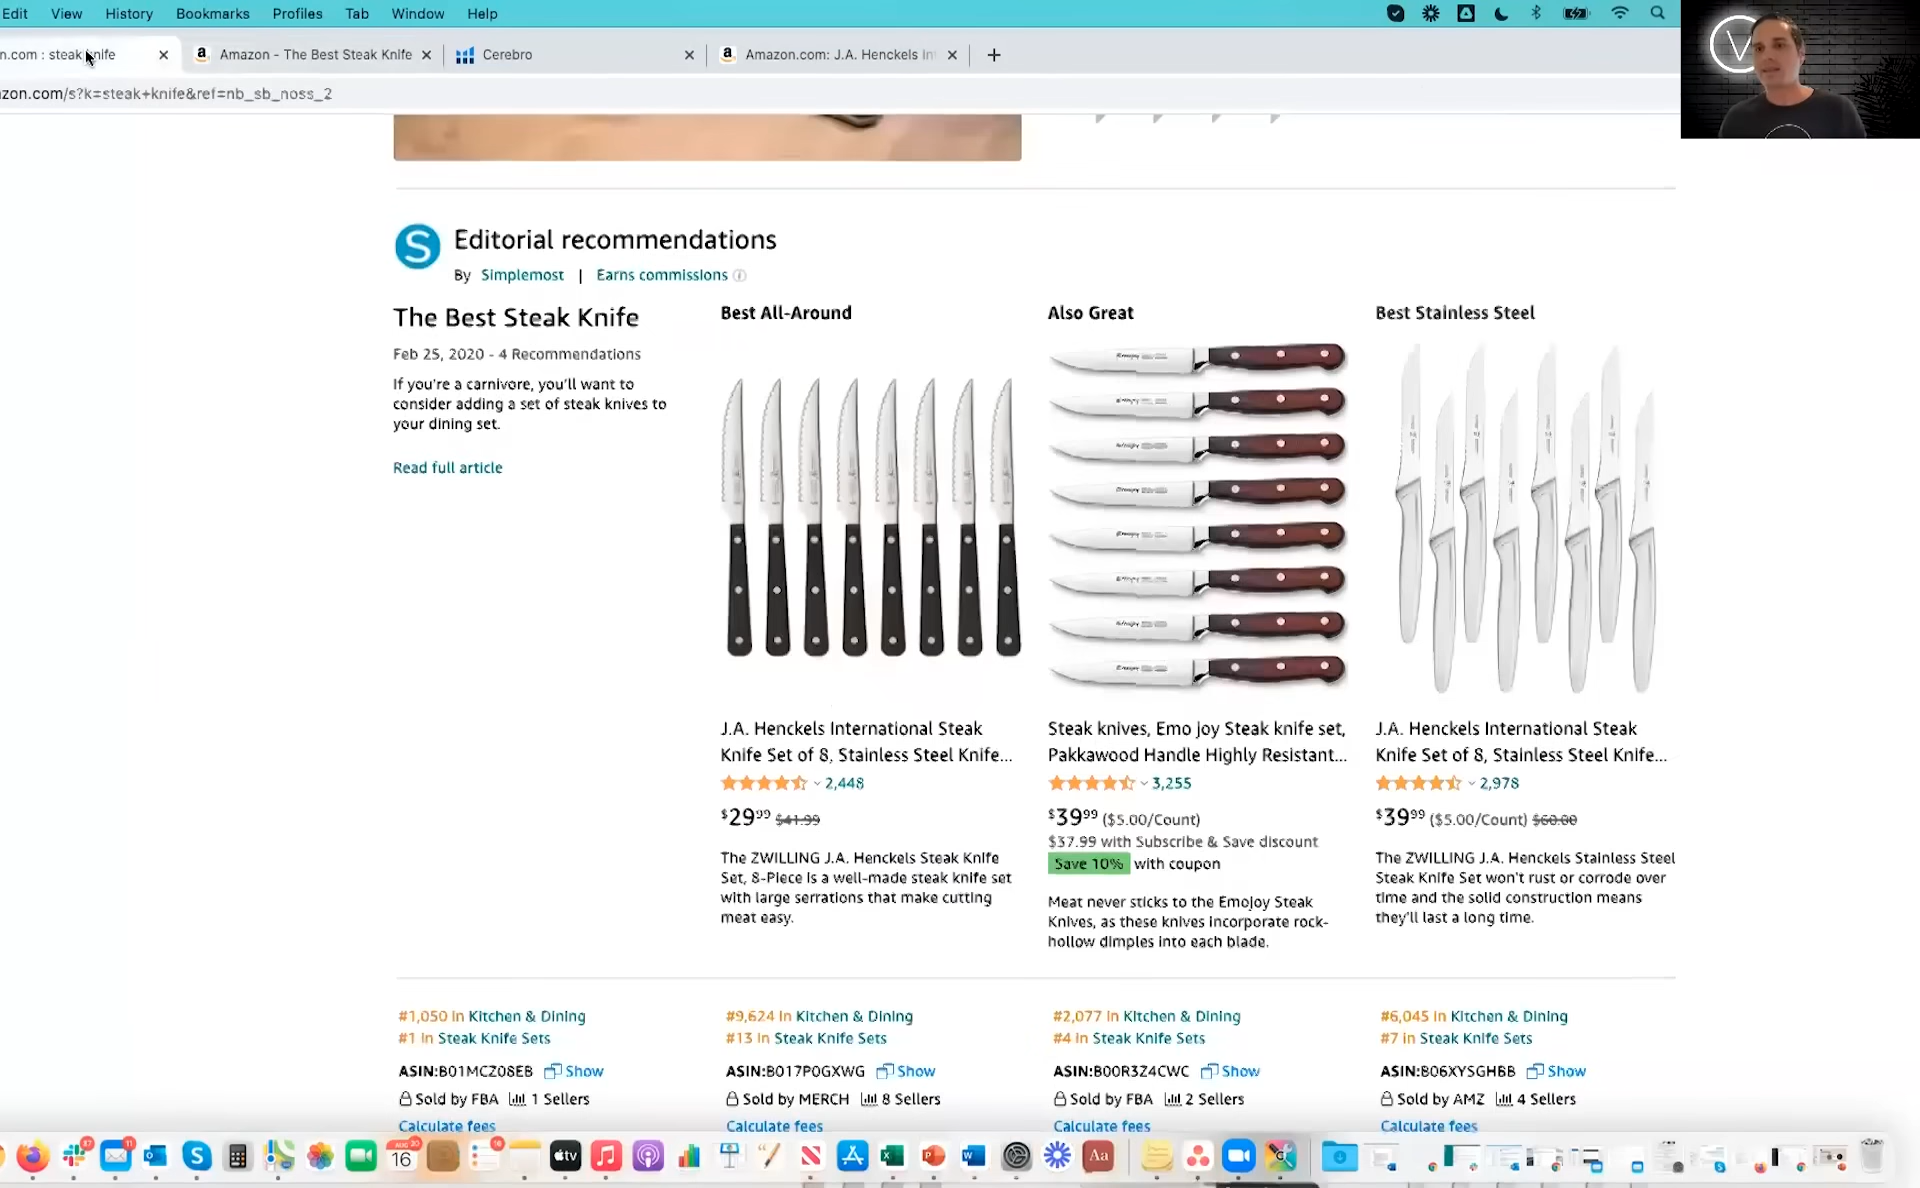 Edit View History Bookmarks Profiles Tab Window Help
n.com : steak knife
Amazon - The Best Steak Knife
Cerebro
Amazon.com: J.A. Henckels In
zon.com/s?k=steak+knife&ref=nb_sb_noss_2
S
Editorial recommendations
By Simplemost | Earns commissions
The Best Steak Knife
Feb 25, 2020 - 4 Recommendations
If you're a carnivore, you'll want to
consider adding a set of steak knives to
your dining set.
Read full article
Best All-Around
J.A. Henckels International Steak
Knife Set of 8, Stainless Steel Knife...
2,448
$29.99 $41.99
The ZWILLING J.A. Henckels Steak Knife
Set, 8-Piece is a well-made steak knife set
with large serrations that make cutting
meat easy.
Also Great
Steak knives, Emo joy Steak knife set,
Pakkawood Handle Highly Resistant...
3,255
$39.99 ($5.00/Count)
$37.99 with Subscribe & Save discount
Save 10% with coupon
Meat never sticks to the Emojoy Steak
Knives, as these knives incorporate rock-
hollow dimples into each blade.
Best Stainless Steel
J.A. Henckels International Steak
Knife Set of 8, Stainless Steel Knife...
2,978
$39.99 ($5.00/Count) $60.00
The ZWILLING J.A. Henckels Stainless Steel
Steak Knife Set won't rust or corrode over
time and the solid construction means
they'll last a long time.
#1,050 in Kitchen & Dining
#1 in Steak Knife Sets
ASIN:B01MCZ08EB Show
Sold by FBA 1 Sellers
Calculate fees
#9,624 in Kitchen & Dining
#13 in Steak Knife Sets
ASIN:B017P0GXWG Show
Sold by MERCH 8 Sellers
Calculate fees
#2,077 in Kitchen & Dining
#4 in Steak Knife Sets
ASIN:B00R3Z4CWC Show
Sold by FBA 2 Sellers
Calculate fees
#6,045 in Kitchen & Dining
#7 in Steak Knife Sets
ASIN:B06XYSGHBB Show
Sold by AMZ 4 Sellers
Calculate fees
16
tv
Aa